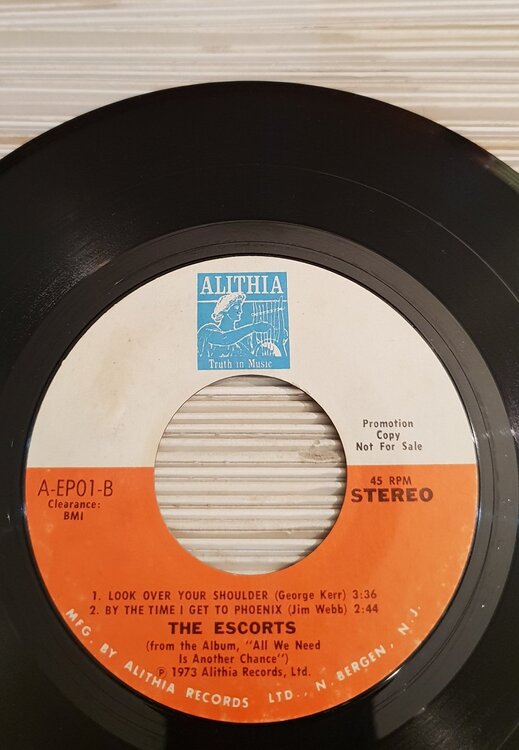 ALITHIA
Truth in Music
Promotion
Copy
Not For Sale
A-EP01-B
Clearance:
BMI
45 RPM
STEREO
1. LOOK OVER YOUR SHOULDER (George Kerr) 3:36
2. BY THE TIME I GET TO PHOENIX (Jim Webb) 2:44
THE ESCORTS
(from the Album, "All We Need
Is Another Chance")
Ⓟ 1973 Alithia Records, Ltd.
MFG. BY ALITHIA RECORDS LTD., N. BERGEN, N.J.